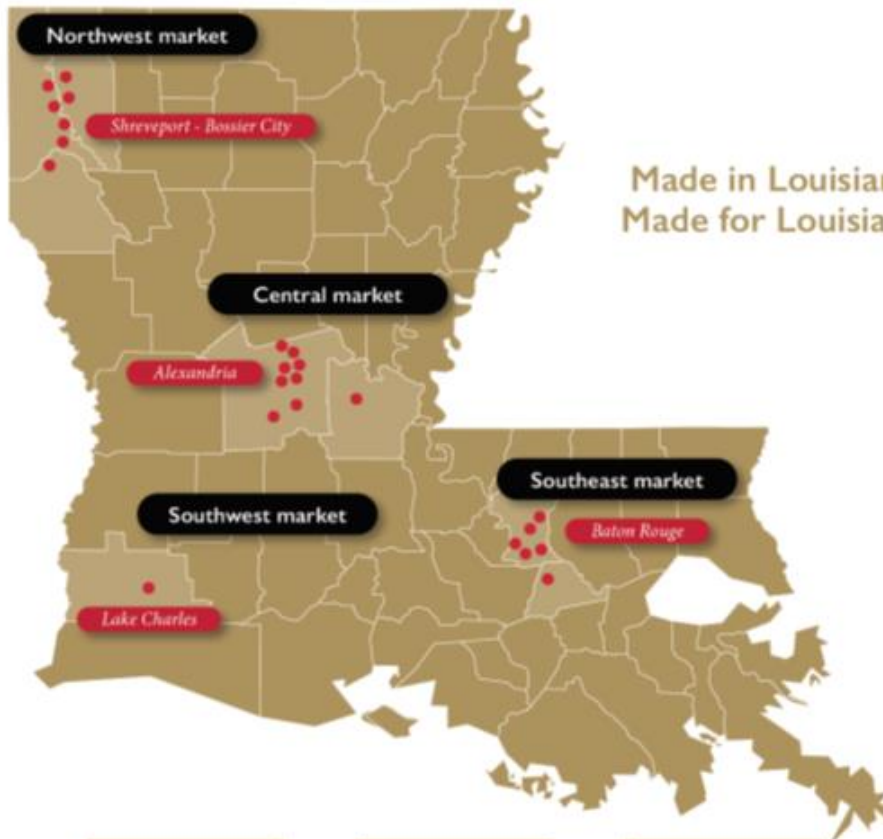 Northwest market
Shreveport - Bossier City
Made in Louisian
Made for Louisia
Central market
Alexandria
Southeast market
Southwest market
Baton Rouge
Lake Charles